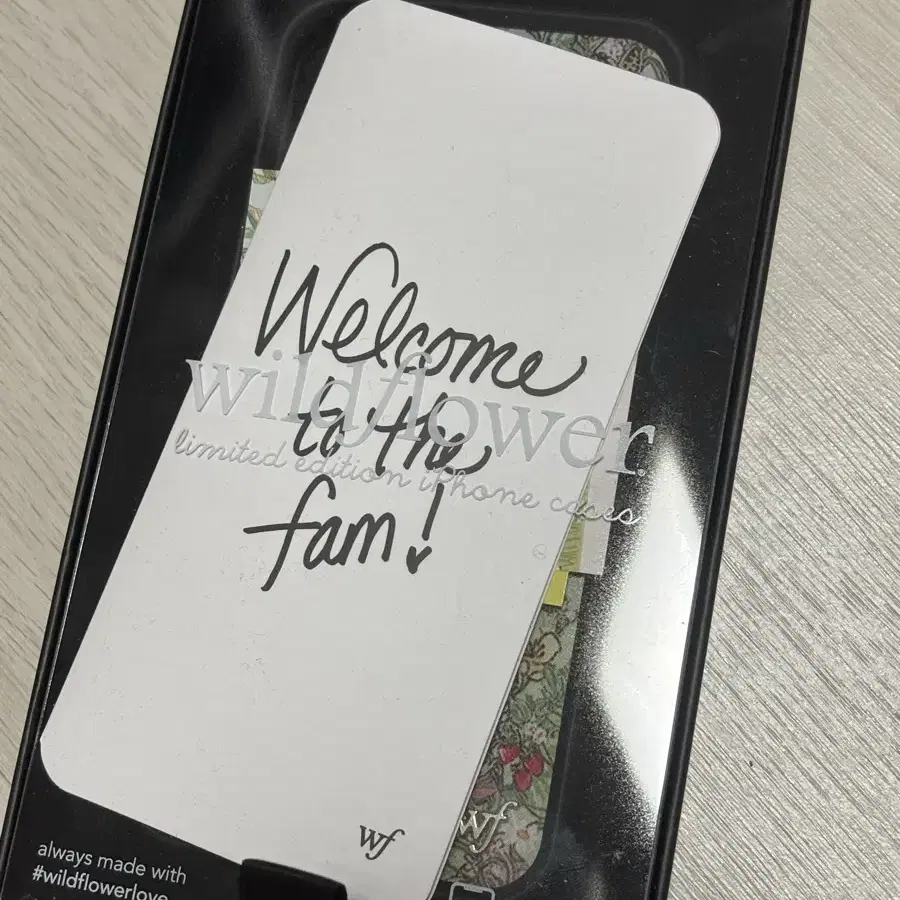 Welcome
to the
fam!
wildflower.
limited edition iPhone cases
wf
wf
always made with
#wildflowerlove